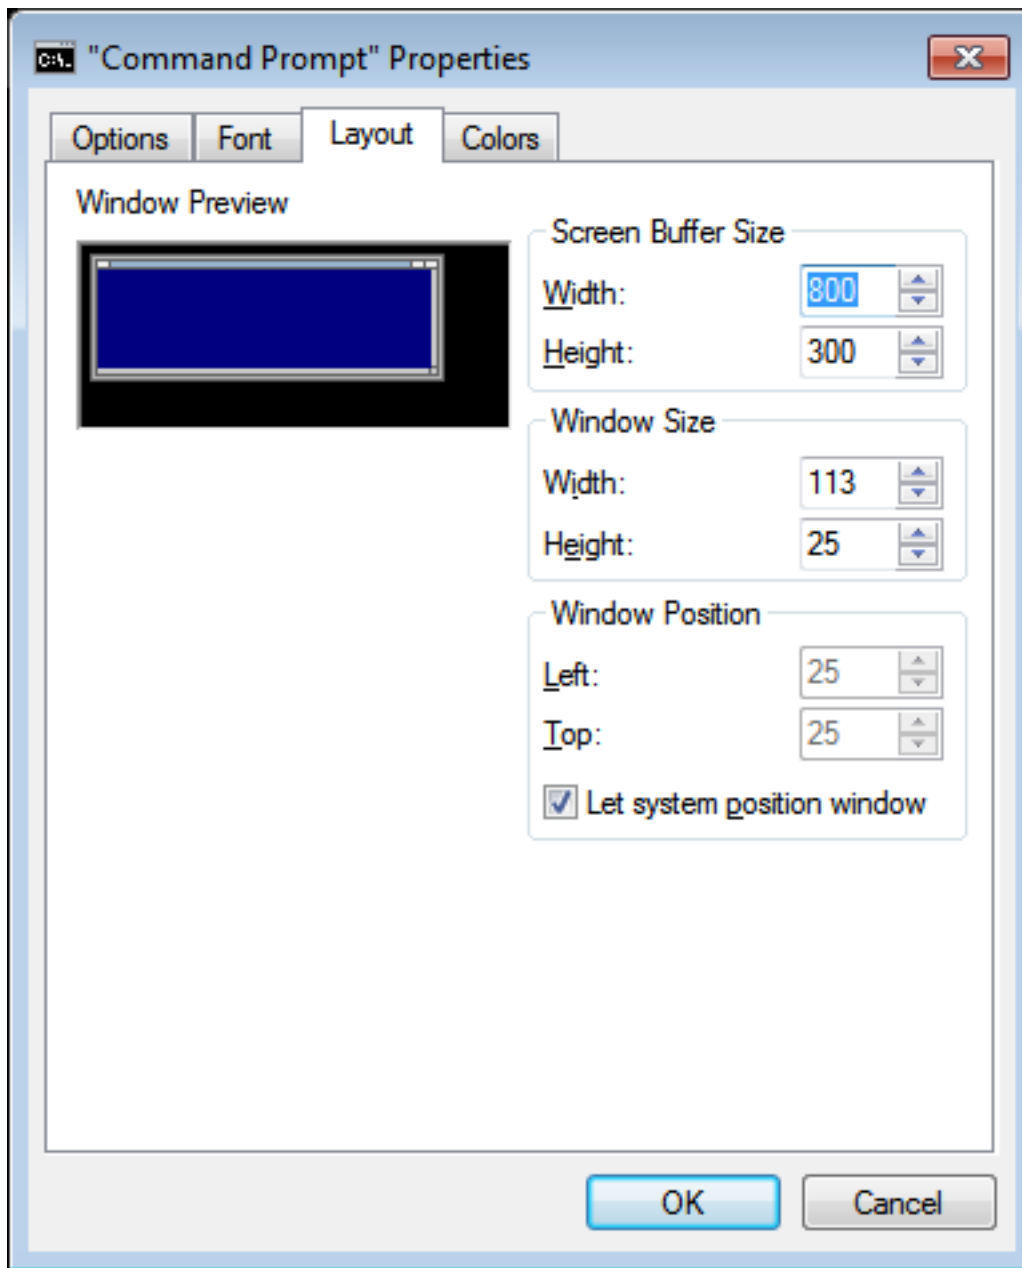 C:\.
"Command Prompt" Properties
Options
Font
Layout
Colors
Window Preview
Screen Buffer Size
Width: 800
Height: 300
Window Size
Width: 113
Height: 25
Window Position
Left: 25
Top: 25
Let system position window
OK
Cancel